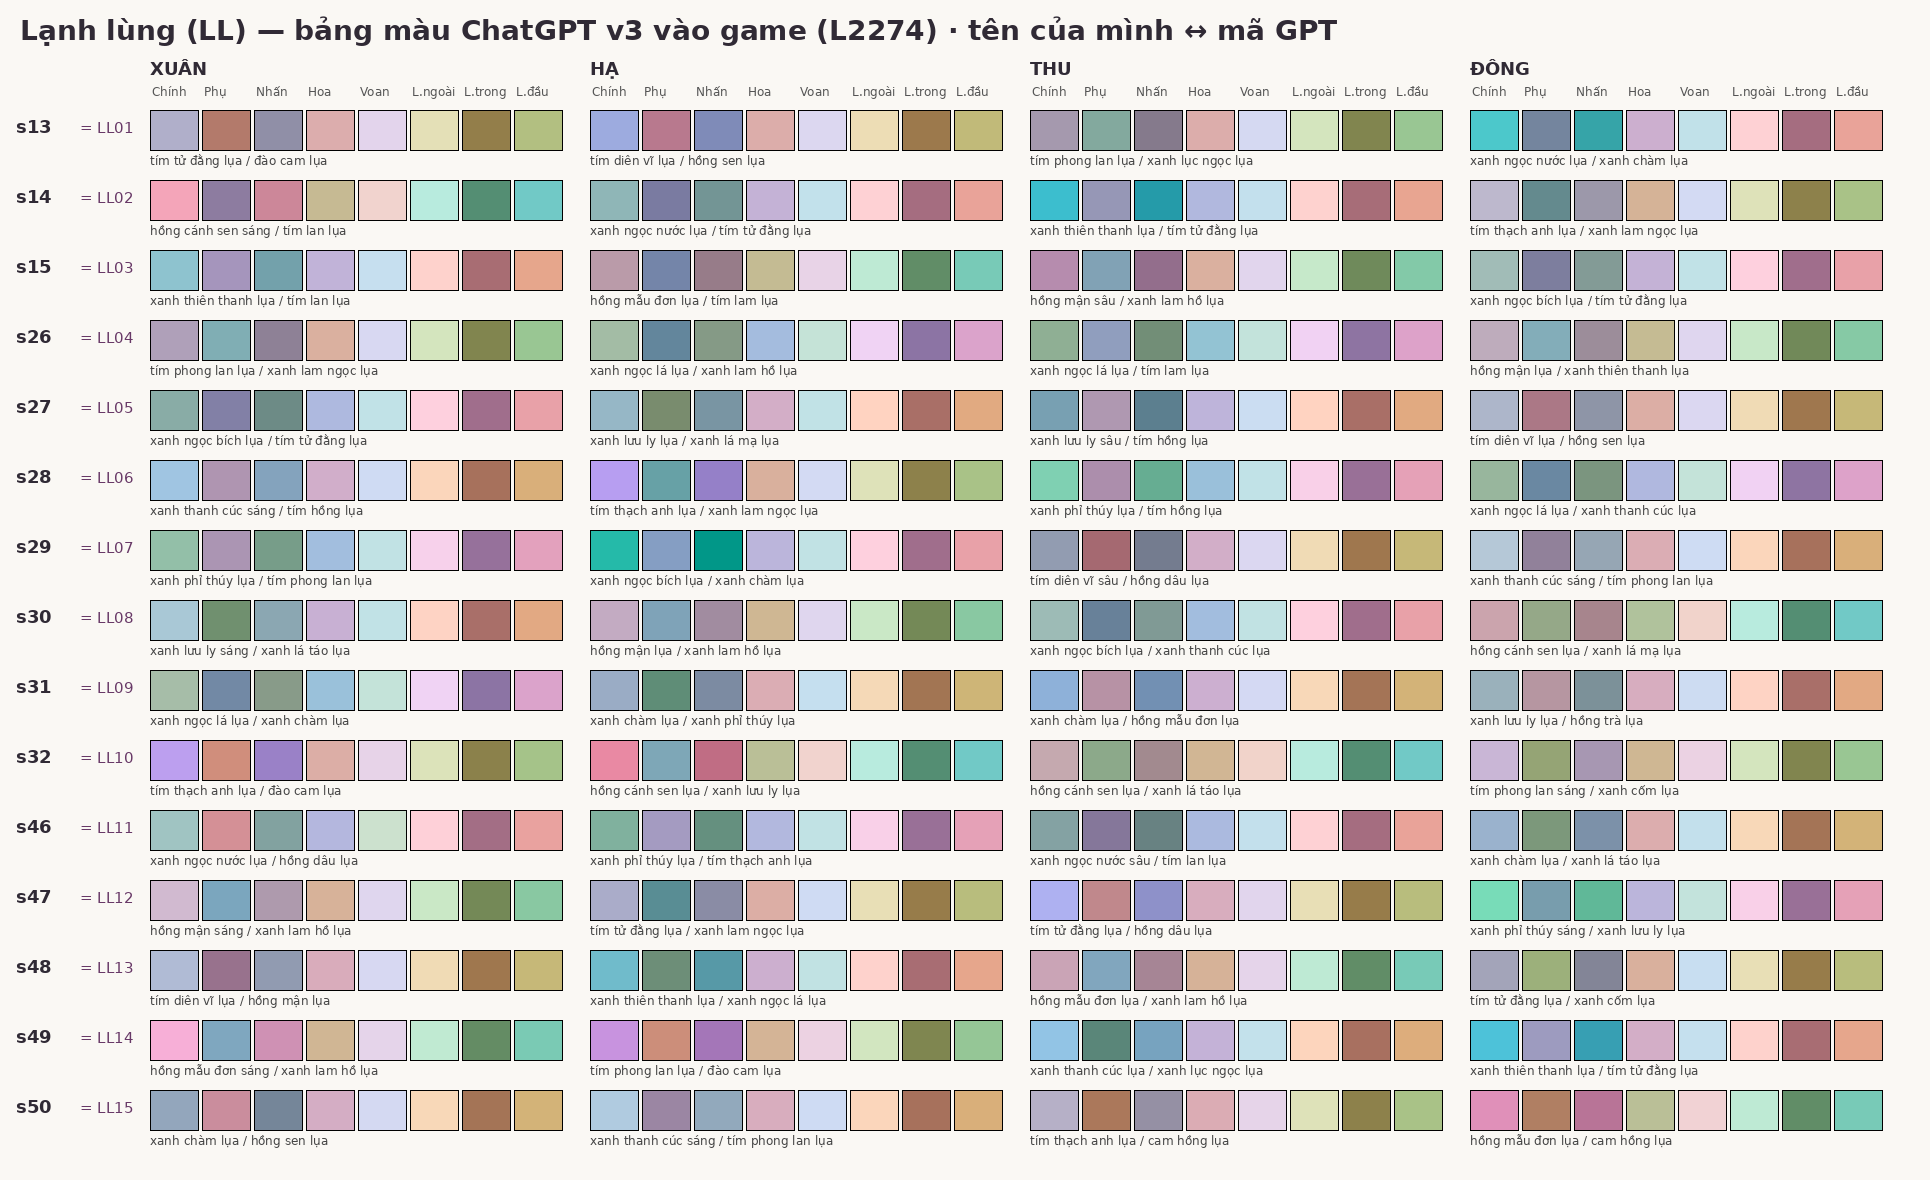 Lạnh lùng (LL) — bảng màu ChatGPT v3 vào game (L2274) · tên của mình ↔ mã GPT
XUÂN HẠ THU ĐÔNG
Chính Phụ Nhấn Hoa Voan L.ngoài L.trong L.đầu Chính Phụ Nhấn Hoa Voan L.ngoài L.trong L.đầu Chính Phụ Nhấn Hoa Voan L.ngoài L.trong L.đầu Chính Phụ Nhấn Hoa Voan L.ngoài L.trong L.đầu
s13 = LL01
tím tử đằng lụa / đào cam lụa tím diên vĩ lụa / hồng sen lụa tím phong lan lụa / xanh lục ngọc lụa xanh ngọc nước lụa / xanh chàm lụa
s14 = LL02
hồng cánh sen sáng / tím lan lụa xanh ngọc nước lụa / tím tử đằng lụa xanh thiên thanh lụa / tím tử đằng lụa tím thạch anh lụa / xanh lam ngọc lụa
s15 = LL03
xanh thiên thanh lụa / tím lan lụa hồng mẫu đơn lụa / tím lam lụa hồng mận sâu / xanh lam hồ lụa xanh ngọc bích lụa / tím tử đằng lụa
s26 = LL04
tím phong lan lụa / xanh lam ngọc lụa xanh ngọc lá lụa / xanh lam hồ lụa xanh ngọc lá lụa / tím lam lụa hồng mận lụa / xanh thiên thanh lụa
s27 = LL05
xanh ngọc bích lụa / tím tử đằng lụa xanh lưu ly lụa / xanh lá mạ lụa xanh lưu ly sâu / tím hồng lụa tím diên vĩ lụa / hồng sen lụa
s28 = LL06
xanh thanh cúc sáng / tím hồng lụa tím thạch anh lụa / xanh lam ngọc lụa xanh phỉ thúy lụa / tím hồng lụa xanh ngọc lá lụa / xanh thanh cúc lụa
s29 = LL07
xanh phỉ thúy lụa / tím phong lan lụa xanh ngọc bích lụa / xanh chàm lụa tím diên vĩ sâu / hồng dâu lụa xanh thanh cúc sáng / tím phong lan lụa
s30 = LL08
xanh lưu ly sáng / xanh lá táo lụa hồng mận lụa / xanh lam hồ lụa xanh ngọc bích lụa / xanh thanh cúc lụa hồng cánh sen lụa / xanh lá mạ lụa
s31 = LL09
xanh ngọc lá lụa / xanh chàm lụa xanh chàm lụa / xanh phỉ thúy lụa xanh chàm lụa / hồng mẫu đơn lụa xanh lưu ly lụa / hồng trà lụa
s32 = LL10
tím thạch anh lụa / đào cam lụa hồng cánh sen lụa / xanh lưu ly lụa hồng cánh sen lụa / xanh lá táo lụa tím phong lan sáng / xanh cốm lụa
s46 = LL11
xanh ngọc nước lụa / hồng dâu lụa xanh phỉ thúy lụa / tím thạch anh lụa xanh ngọc nước sâu / tím lan lụa xanh chàm lụa / xanh lá táo lụa
s47 = LL12
hồng mận sáng / xanh lam hồ lụa tím tử đằng lụa / xanh lam ngọc lụa tím tử đằng lụa / hồng dâu lụa xanh phỉ thúy sáng / xanh lưu ly lụa
s48 = LL13
tím diên vĩ lụa / hồng mận lụa xanh thiên thanh lụa / xanh ngọc lá lụa hồng mẫu đơn lụa / xanh lam hồ lụa tím tử đằng lụa / xanh cốm lụa
s49 = LL14
hồng mẫu đơn sáng / xanh lam hồ lụa tím phong lan lụa / đào cam lụa xanh thanh cúc lụa / xanh lục ngọc lụa xanh thiên thanh lụa / tím tử đằng lụa
s50 = LL15
xanh chàm lụa / hồng sen lụa xanh thanh cúc sáng / tím phong lan lụa tím thạch anh lụa / cam hồng lụa hồng mẫu đơn lụa / cam hồng lụa